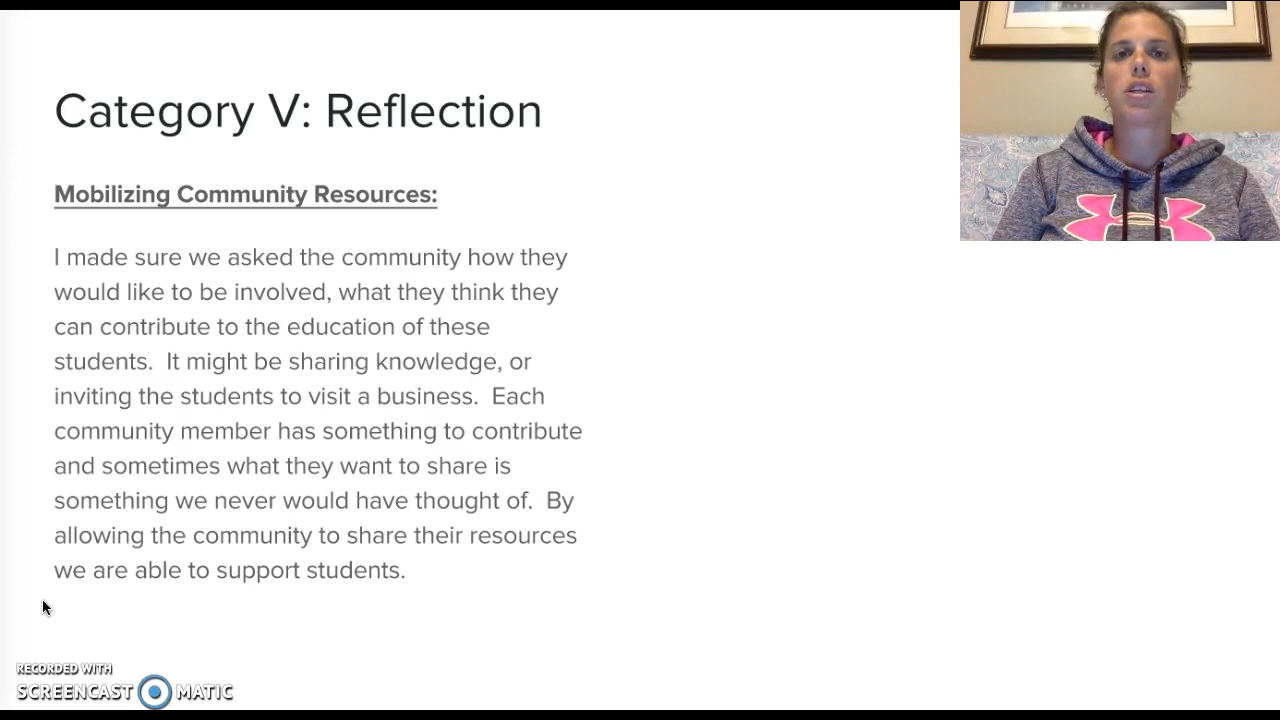 Category V: Reflection
Mobilizing Community Resources:
I made sure we asked the community how they
would like to be involved, what they think they
can contribute to the education of these
students.  It might be sharing knowledge, or
inviting the students to visit a business.  Each
community member has something to contribute
and sometimes what they want to share is
something we never would have thought of.  By
allowing the community to share their resources
we are able to support students.
RECORDED WITH
SCREENCAST MATIC